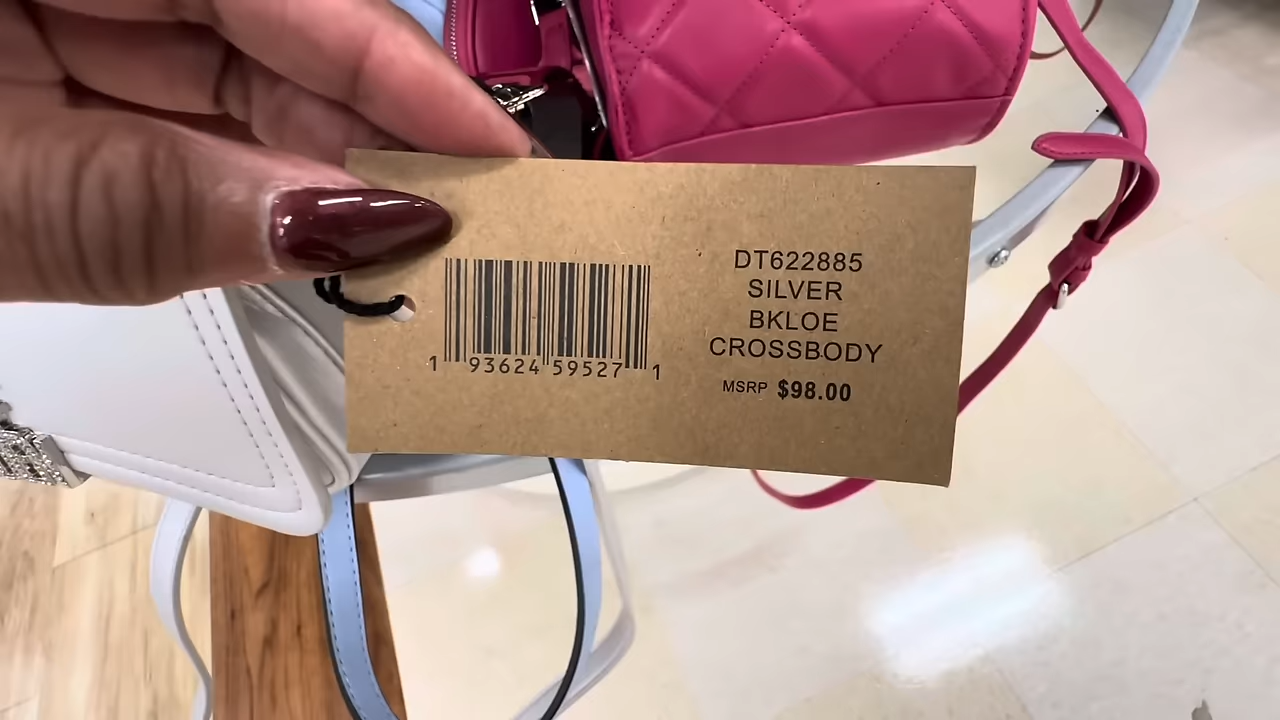 DT622885
SILVER
BKLOE
CROSSBODY
MSRP $98.00
1 93624 59527 1